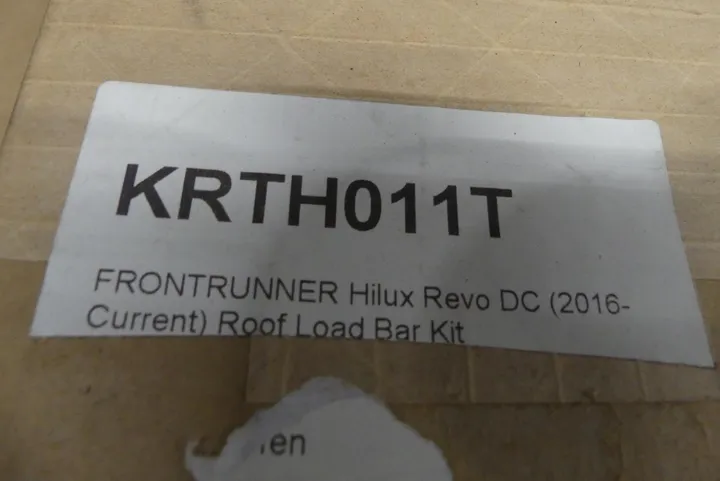 KRTH011T
FRONTRUNNER Hilux Revo DC (2016-
Current) Roof Load Bar Kit